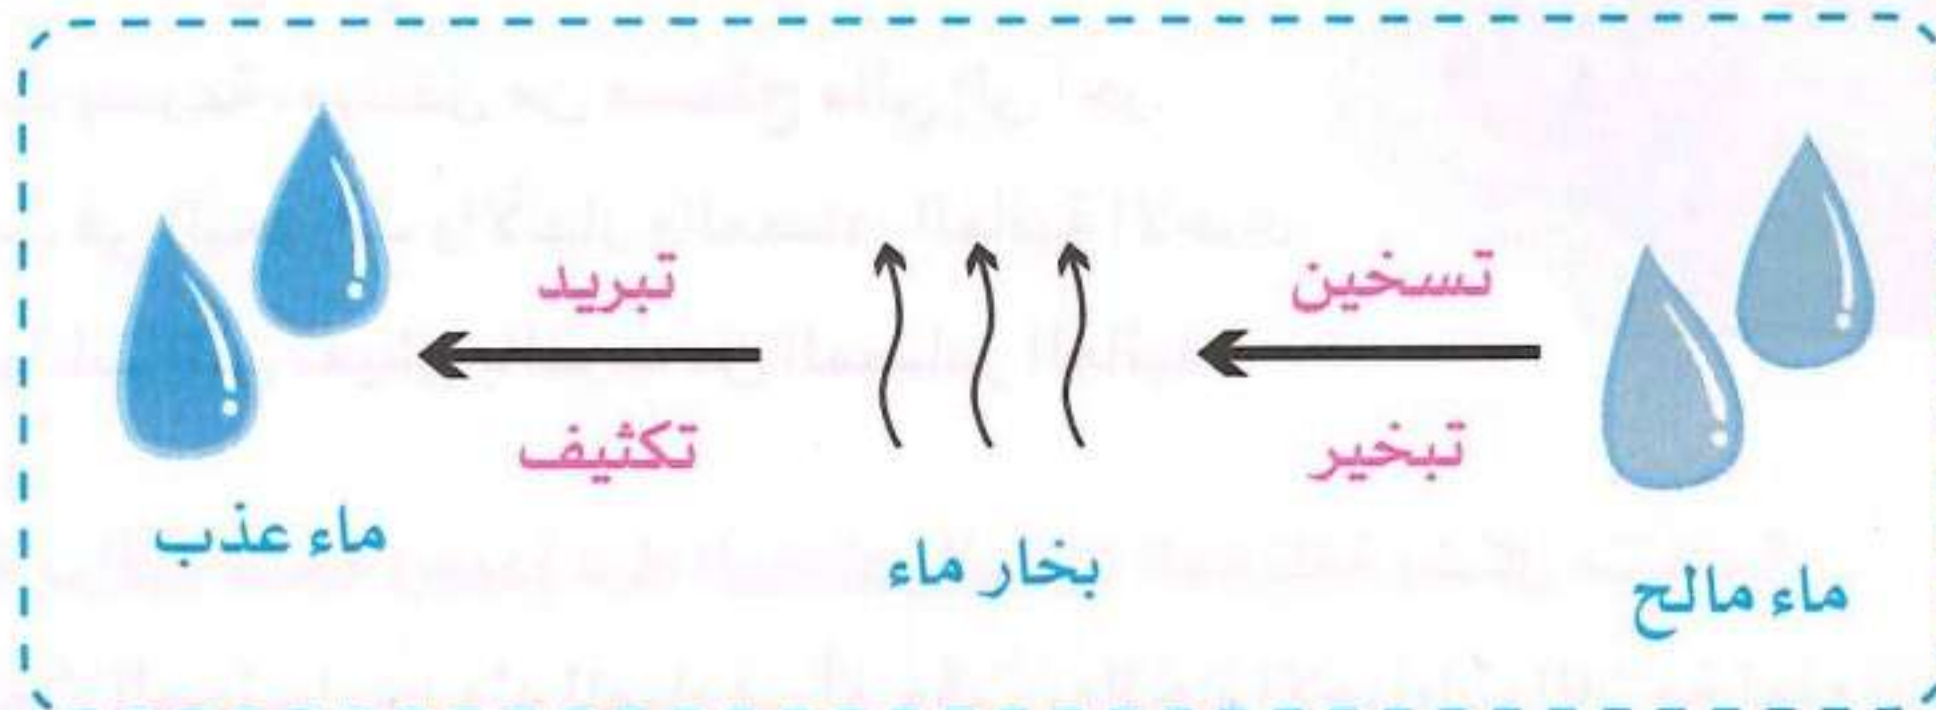 تسخين
تبريد
تبخير
تكثيف
ماء مالح
بخار ماء
ماء عذب